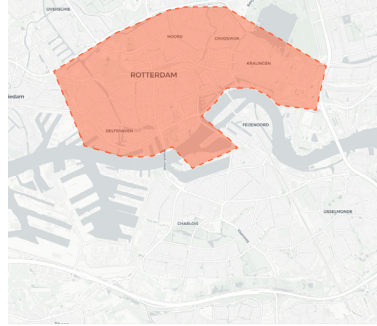 OVERSCHIE
NOORD
CROOSWIJK
KRALINGEN
ROTTERDAM
iedam
DELFSHAVEN
FEIJENOORD
IJSSELMONDE
CHARLOIS